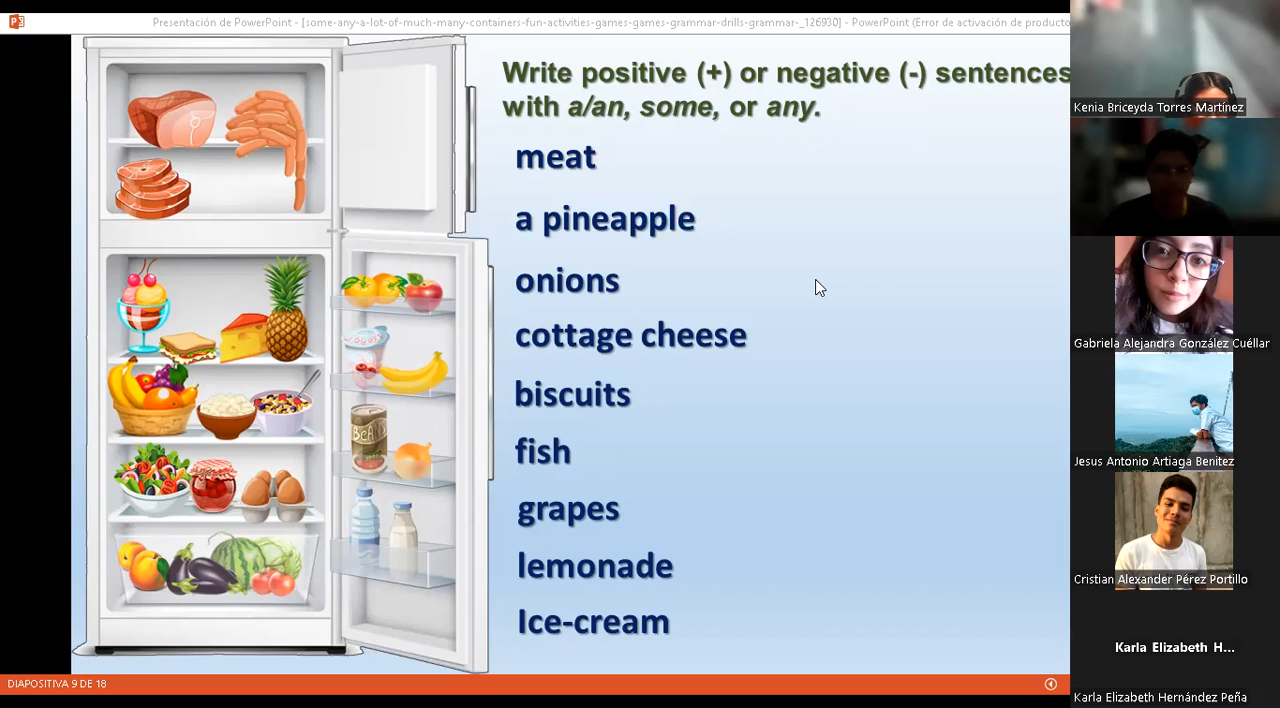 Presentación de PowerPoint - [some-any-a-lot-of-much-many-containers-fun-activities-games-games-grammar-drills-grammar-_126930] - PowerPoint (Error de activación de producto
Write positive (+) or negative (-) sentences
with a/an, some, or any.
meat
a pineapple
onions
cottage cheese
biscuits
fish
grapes
lemonade
Ice-cream
BeANS
DIAPOSITIVA 9 DE 18
Kenia Briceyda Torres Martínez
Gabriela Alejandra González Cuéllar
Jesus Antonio Artiaga Benitez
Cristian Alexander Pérez Portillo
Karla Elizabeth H...
Karla Elizabeth Hernández Peña